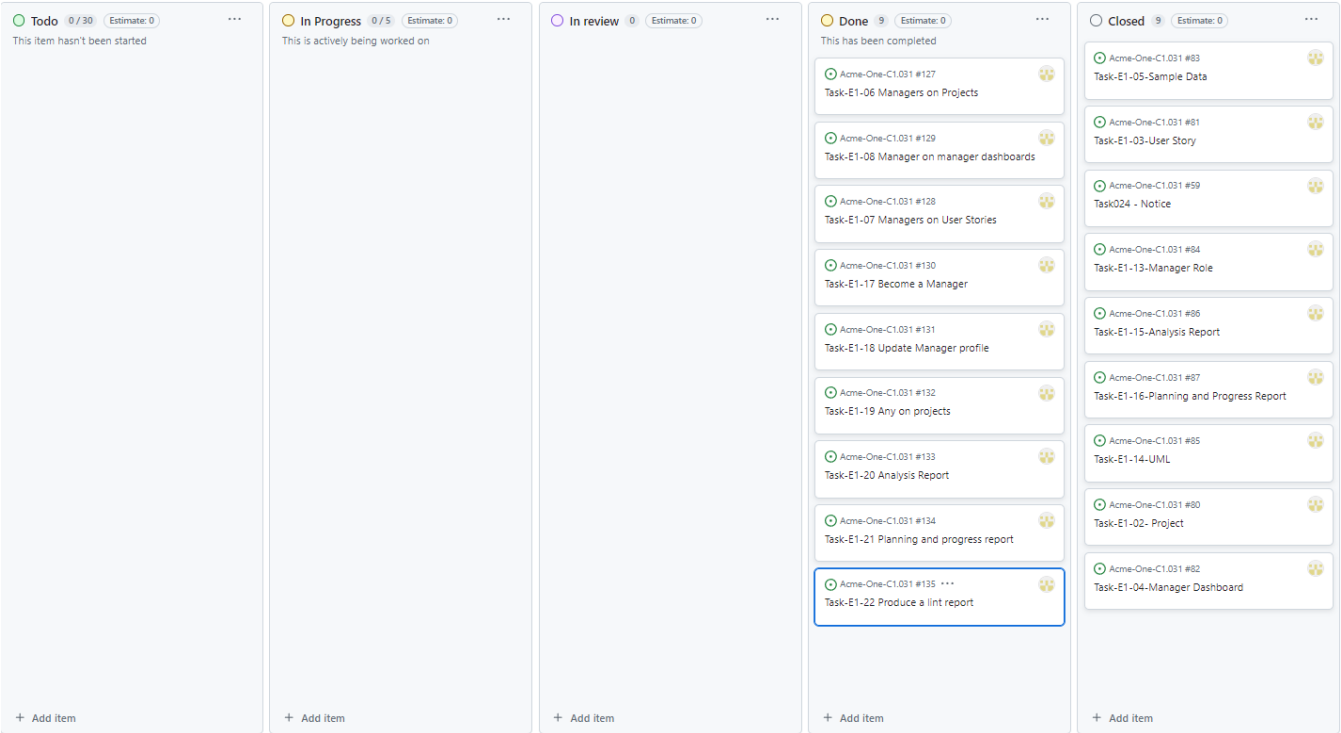 Todo 0 / 30 Estimate: 0 ...
This item hasn't been started
+ Add item
In Progress 0 / 5 Estimate: 0 ...
This is actively being worked on
+ Add item
In review 0 Estimate: 0 ...
+ Add item
Done 9 Estimate: 0 ...
This has been completed
Acme-One-C1.031 #127
Task-E1-06 Managers on Projects
Acme-One-C1.031 #129
Task-E1-08 Manager on manager dashboards
Acme-One-C1.031 #128
Task-E1-07 Managers on User Stories
Acme-One-C1.031 #130
Task-E1-17 Become a Manager
Acme-One-C1.031 #131
Task-E1-18 Update Manager profile
Acme-One-C1.031 #132
Task-E1-19 Any on projects
Acme-One-C1.031 #133
Task-E1-20 Analysis Report
Acme-One-C1.031 #134
Task-E1-21 Planning and progress report
Acme-One-C1.031 #135 ...
Task-E1-22 Produce a lint report
+ Add item
Closed 9 Estimate: 0 ...
Acme-One-C1.031 #83
Task-E1-05-Sample Data
Acme-One-C1.031 #81
Task-E1-03-User Story
Acme-One-C1.031 #59
Task024 - Notice
Acme-One-C1.031 #84
Task-E1-13-Manager Role
Acme-One-C1.031 #86
Task-E1-15-Analysis Report
Acme-One-C1.031 #87
Task-E1-16-Planning and Progress Report
Acme-One-C1.031 #85
Task-E1-14-UML
Acme-One-C1.031 #80
Task-E1-02- Project
Acme-One-C1.031 #82
Task-E1-04-Manager Dashboard
+ Add item